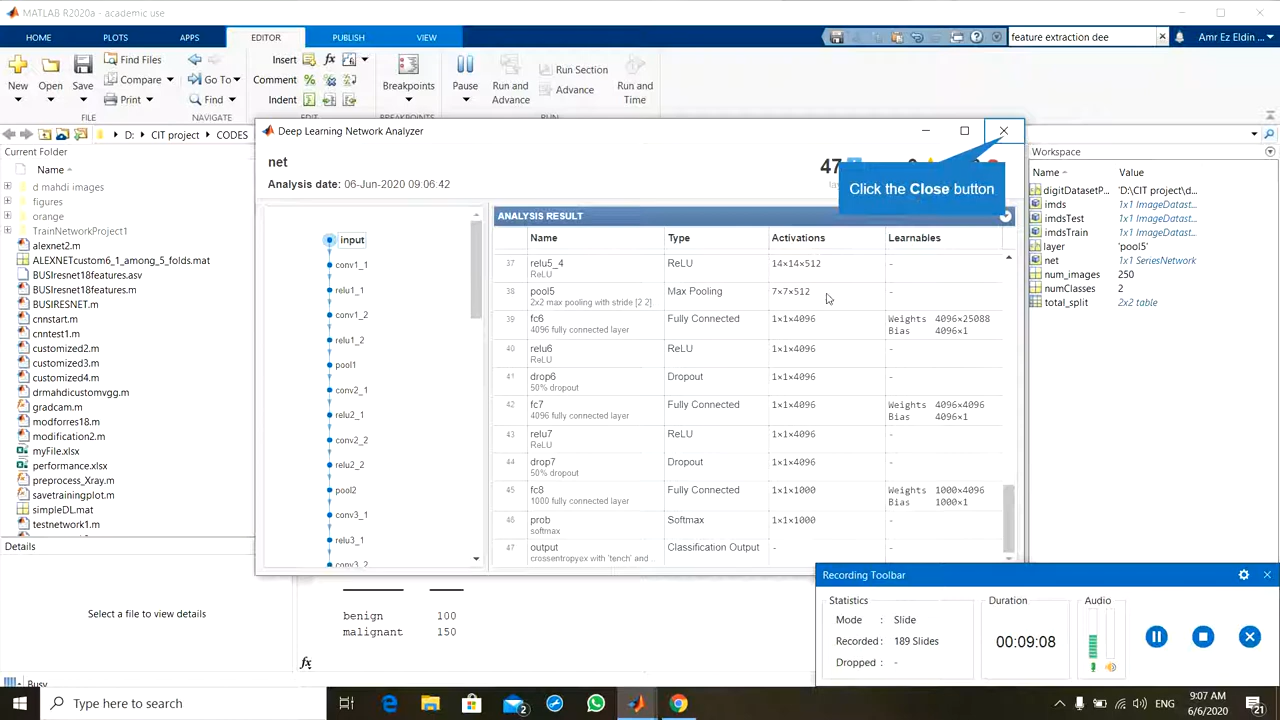 MATLAB R2020a - academic use
HOME PLOTS APPS EDITOR PUBLISH VIEW
feature extraction dee
Amr Ez Eldin ...
New Open Save
Find Files
Compare
Print
FILE
Go To
Find
NAVIGATE
Insert
Comment
Indent
EDIT
Breakpoints
BREAKPOINTS
Pause
Run and Advance
Run Section
Advance
Run and Time
RUN
D: CIT project CODES
Current Folder
Name
d mahdi images
figures
orange
TrainNetworkProject1
alexnet2.m
ALEXNETcustom6_1_among_5_folds.mat
BUSIresnet18features.asv
BUSIresnet18features.m
BUSIRESNET.m
cnnstart.m
cnntest1.m
customized2.m
customized3.m
customized4.m
drmahdicustomvgg.m
gradcam.m
modforres18.m
modification2.m
myFile.xlsx
performance.xlsx
preprocess_Xray.m
savetrainingplot.m
simpleDL.mat
testnetwork1.m
Details
Select a file to view details
Busy
Deep Learning Network Analyzer
net
Analysis date: 06-Jun-2020 09:06:42
47
Click the Close button
input
conv1_1
relu1_1
conv1_2
relu1_2
pool1
conv2_1
relu2_1
conv2_2
relu2_2
pool2
conv3_1
relu3_1
conv3_2
ANALYSIS RESULT
Name Type Activations Learnables
37 relu5_4 ReLU 14×14×512 -
ReLU
38 pool5 Max Pooling 7×7×512 -
2x2 max pooling with stride [2 2]
39 fc6 Fully Connected 1×1×4096 Weights 4096×25088
4096 fully connected layer Bias 4096×1
40 relu6 ReLU 1×1×4096 -
ReLU
41 drop6 Dropout 1×1×4096 -
50% dropout
42 fc7 Fully Connected 1×1×4096 Weights 4096×4096
4096 fully connected layer Bias 4096×1
43 relu7 ReLU 1×1×4096 -
ReLU
44 drop7 Dropout 1×1×4096 -
50% dropout
45 fc8 Fully Connected 1×1×1000 Weights 1000×4096
1000 fully connected layer Bias 1000×1
46 prob Softmax 1×1×1000 -
softmax
47 output Classification Output - -
crossentropyex with 'tench' and ...
benign 100
malignant 150
fx
Workspace
Name Value
digitDatasetP... 'D:\CIT project\d...
imds 1x1 ImageDatast...
imdsTest 1x1 ImageDatast...
imdsTrain 1x1 ImageDatast...
layer 'pool5'
net 1x1 SeriesNetwork
num_images 250
numClasses 2
total_split 2x2 table
Recording Toolbar
Statistics
Mode : Slide
Recorded : 189 Slides
Dropped : -
Duration
00:09:08
Audio
Type here to search
2
ENG
9:07 AM
6/6/2020
21